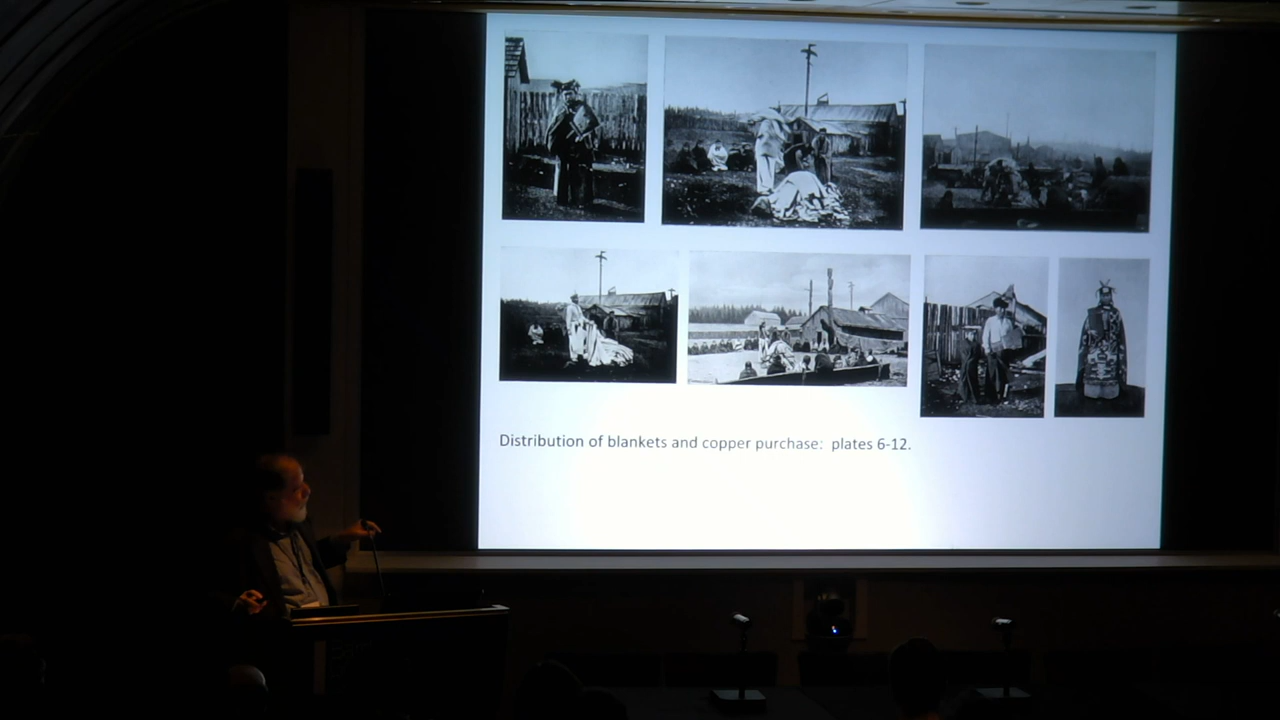 Distribution of blankets and copper purchase: plates 6-12.